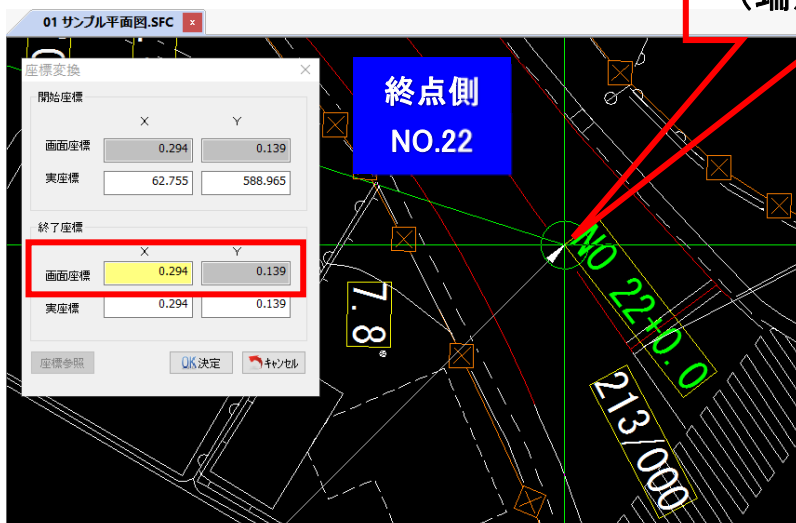 01 サンプル平面図.SFC
座標変換
開始座標
X Y
画面座標 0.294 0.139
実座標 62.755 588.965
終了座標
X Y
画面座標 0.294 0.139
実座標 0.294 0.139
座標参照 OK 決定 キャンセル
終点側
NO.22
NO 22+0.0
213/000
7.8